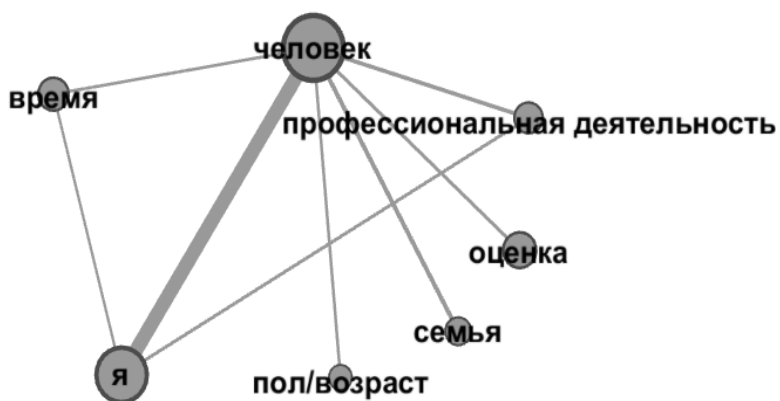 человек
время
профессиональная деятельность
оценка
семья
я
пол/возраст